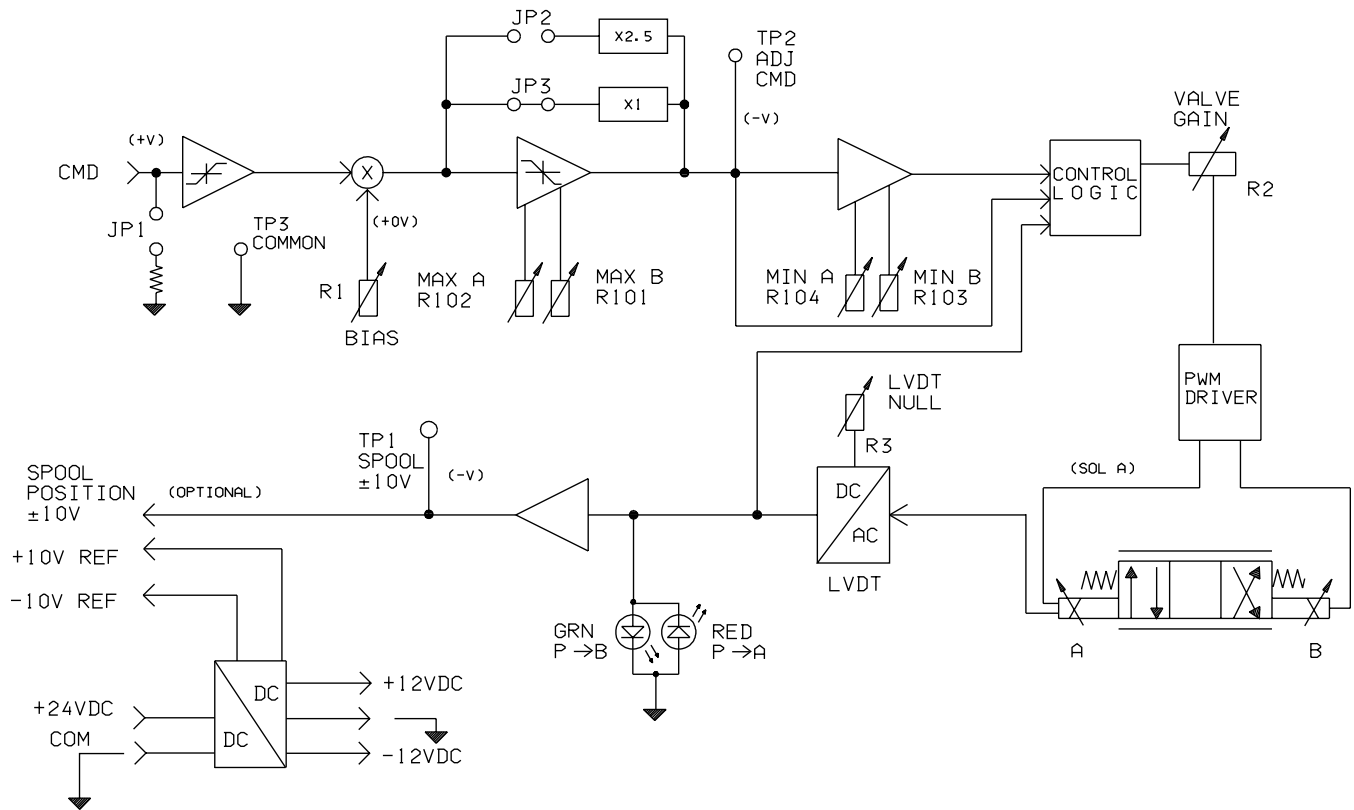 JP2
X2.5
TP2
ADJ
CMD
JP3
X1
(-V)
VALVE
GAIN
(+V)
CMD
X
CONTROL
LOGIC
R2
JP1
TP3
COMMON
(+0V)
R1
BIAS
MAX A
R102
MAX B
R101
MIN A
R104
MIN B
R103
PWM
DRIVER
LVDT
NULL
R3
TP1
SPOOL
±10V
(-V)
(SOL A)
SPOOL
POSITION
±10V
(OPTIONAL)
DC
AC
LVDT
+10V REF
-10V REF
GRN
P→B
RED
P→A
A
B
+24VDC
COM
DC
DC
+12VDC
-12VDC